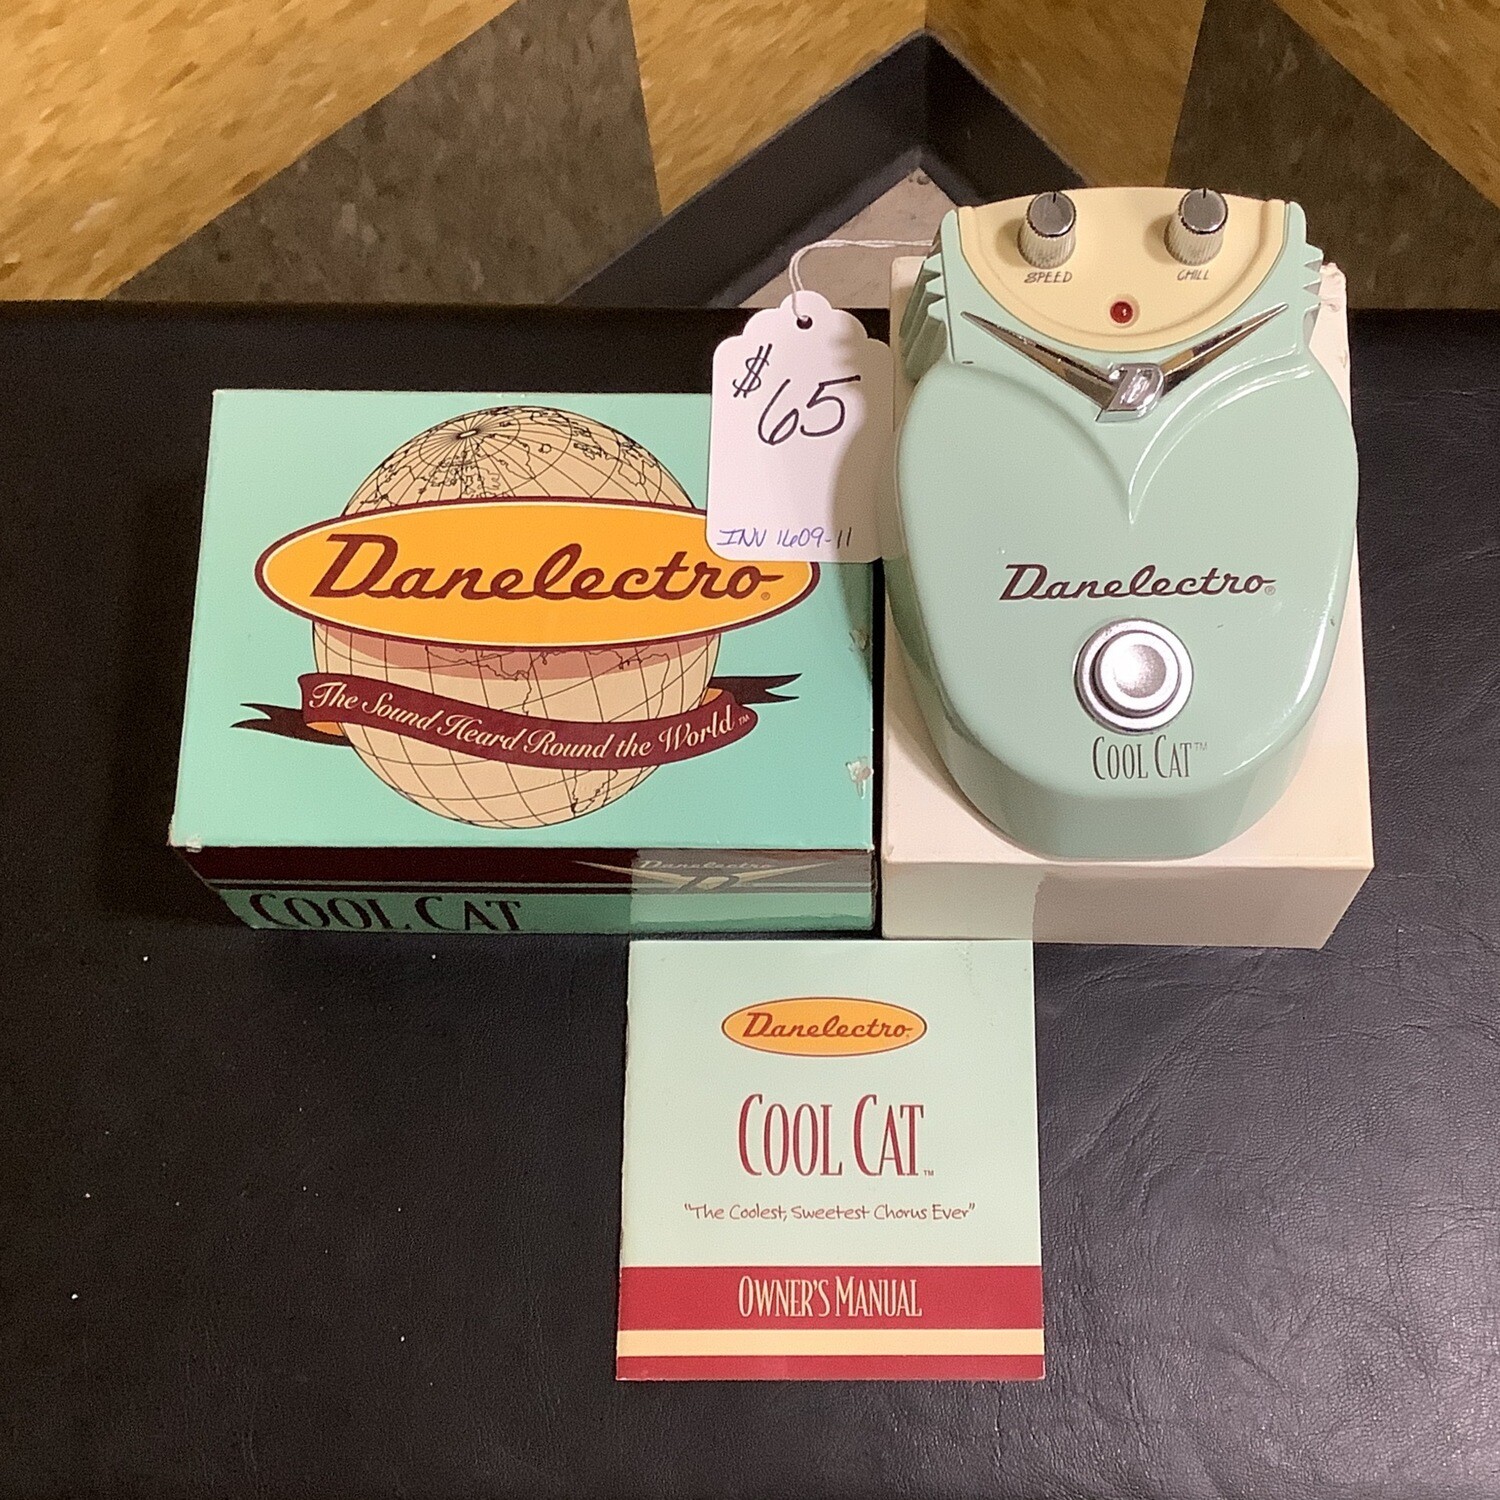 $65
INV 1609-11
Danelectro®
The Sound Heard Round the World™
Danelectro
D
COOL CAT
SPEED
CHILL
D
Danelectro®
COOL CAT™
Danelectro®
COOL CAT™
"The Coolest, Sweetest Chorus Ever"
OWNER'S MANUAL